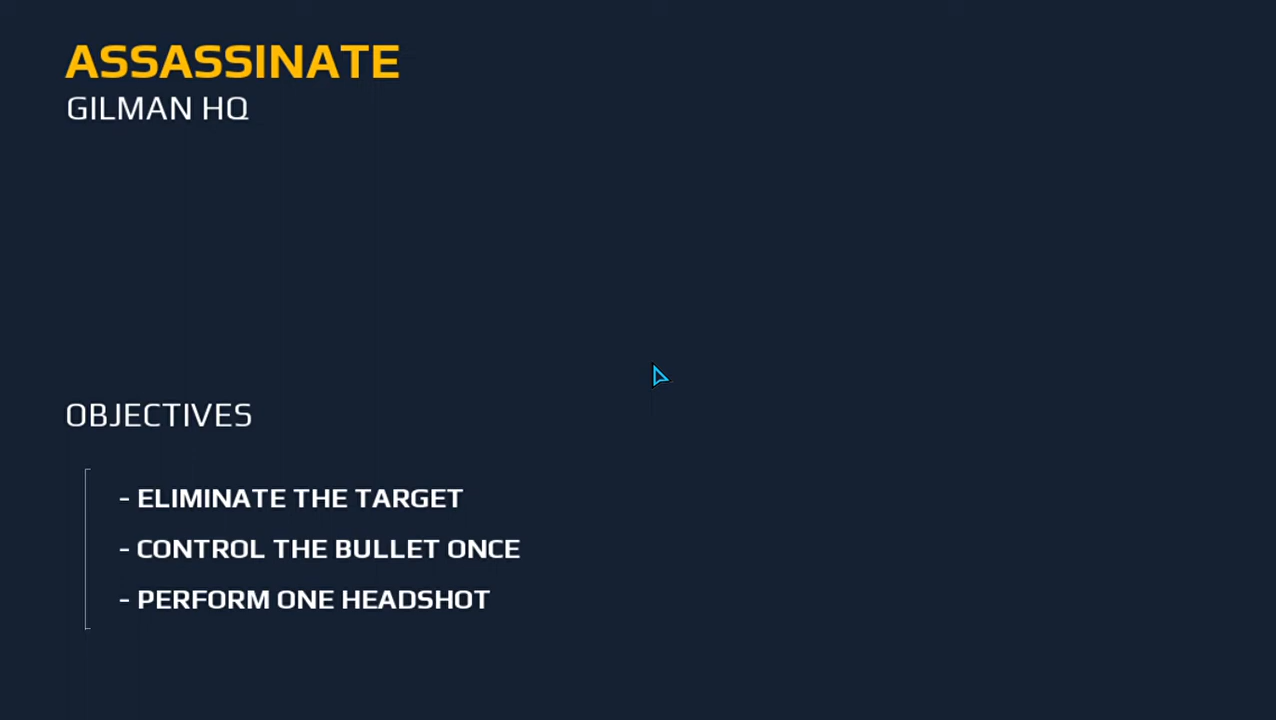 ASSASSINATE
GILMAN HQ
OBJECTIVES
- ELIMINATE THE TARGET
- CONTROL THE BULLET ONCE
- PERFORM ONE HEADSHOT